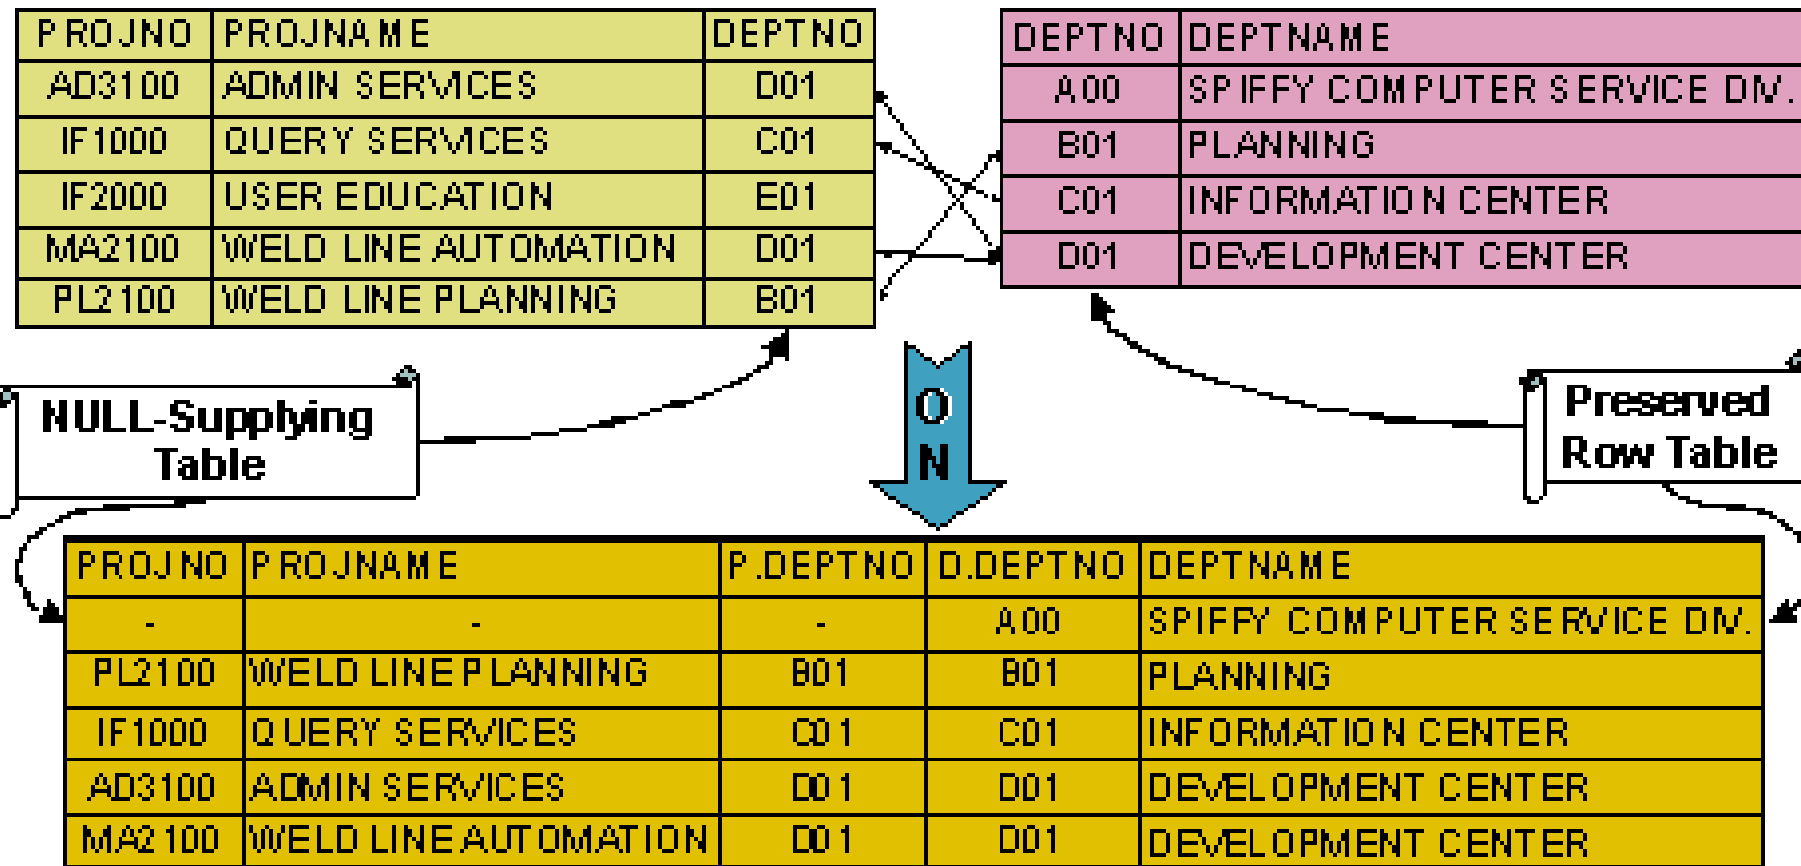 PROJNO PROJNAME DEPTNO
AD3100 ADMIN SERVICES D01
IF1000 QUERY SERVICES C01
IF2000 USER EDUCATION E01
MA2100 WELD LINE AUTOMATION D01
PL2100 WELD LINE PLANNING B01
DEPTNO DEPTNAME
A00 SPIFFY COMPUTER SERVICE DIV.
B01 PLANNING
C01 INFORMATION CENTER
D01 DEVELOPMENT CENTER
NULL-Supplying
Table
O
N
Preserved
Row Table
PROJNO PROJNAME P.DEPTNO D.DEPTNO DEPTNAME
- - - A00 SPIFFY COMPUTER SERVICE DIV.
PL2100 WELD LINE PLANNING B01 B01 PLANNING
IF1000 QUERY SERVICES C01 C01 INFORMATION CENTER
AD3100 ADMIN SERVICES D01 D01 DEVELOPMENT CENTER
MA2100 WELD LINE AUTOMATION D01 D01 DEVELOPMENT CENTER